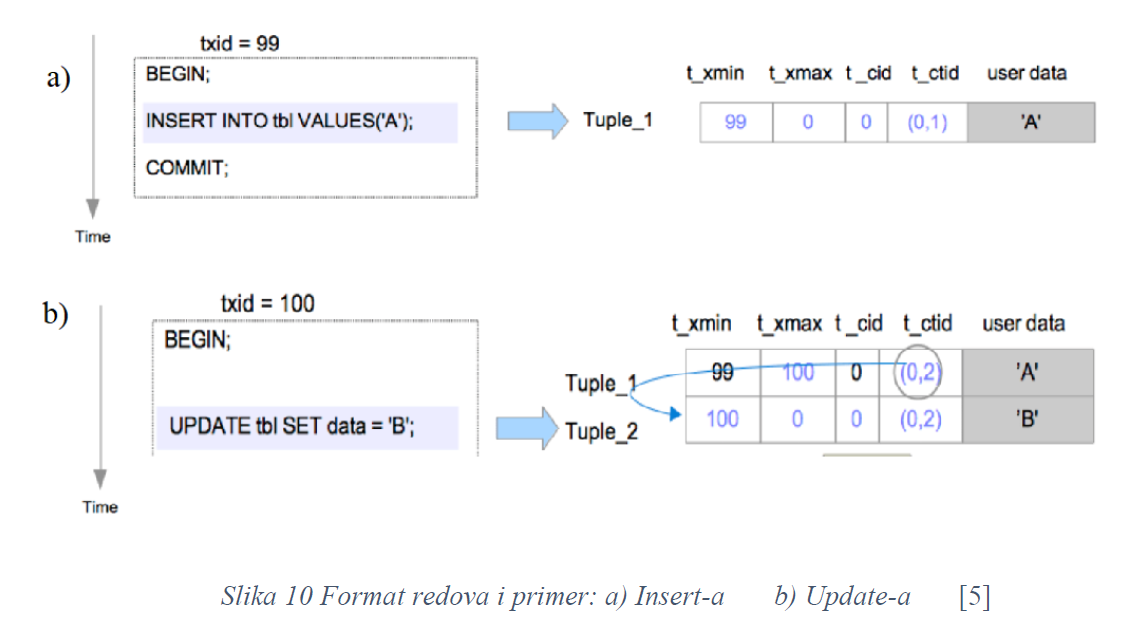 a)
txid = 99
BEGIN;
INSERT INTO tbl VALUES('A');
COMMIT;
Time
t_xmin t_xmax t_cid t_ctid user data
Tuple_1 99 0 0 (0,1) 'A'
b)
txid = 100
BEGIN;
UPDATE tbl SET data = 'B';
Time
t_xmin t_xmax t_cid t_ctid user data
Tuple_1 99 100 0 (0,2) 'A'
Tuple_2 100 0 0 (0,2) 'B'
Slika 10 Format redova i primer: a) Insert-a b) Update-a [5]